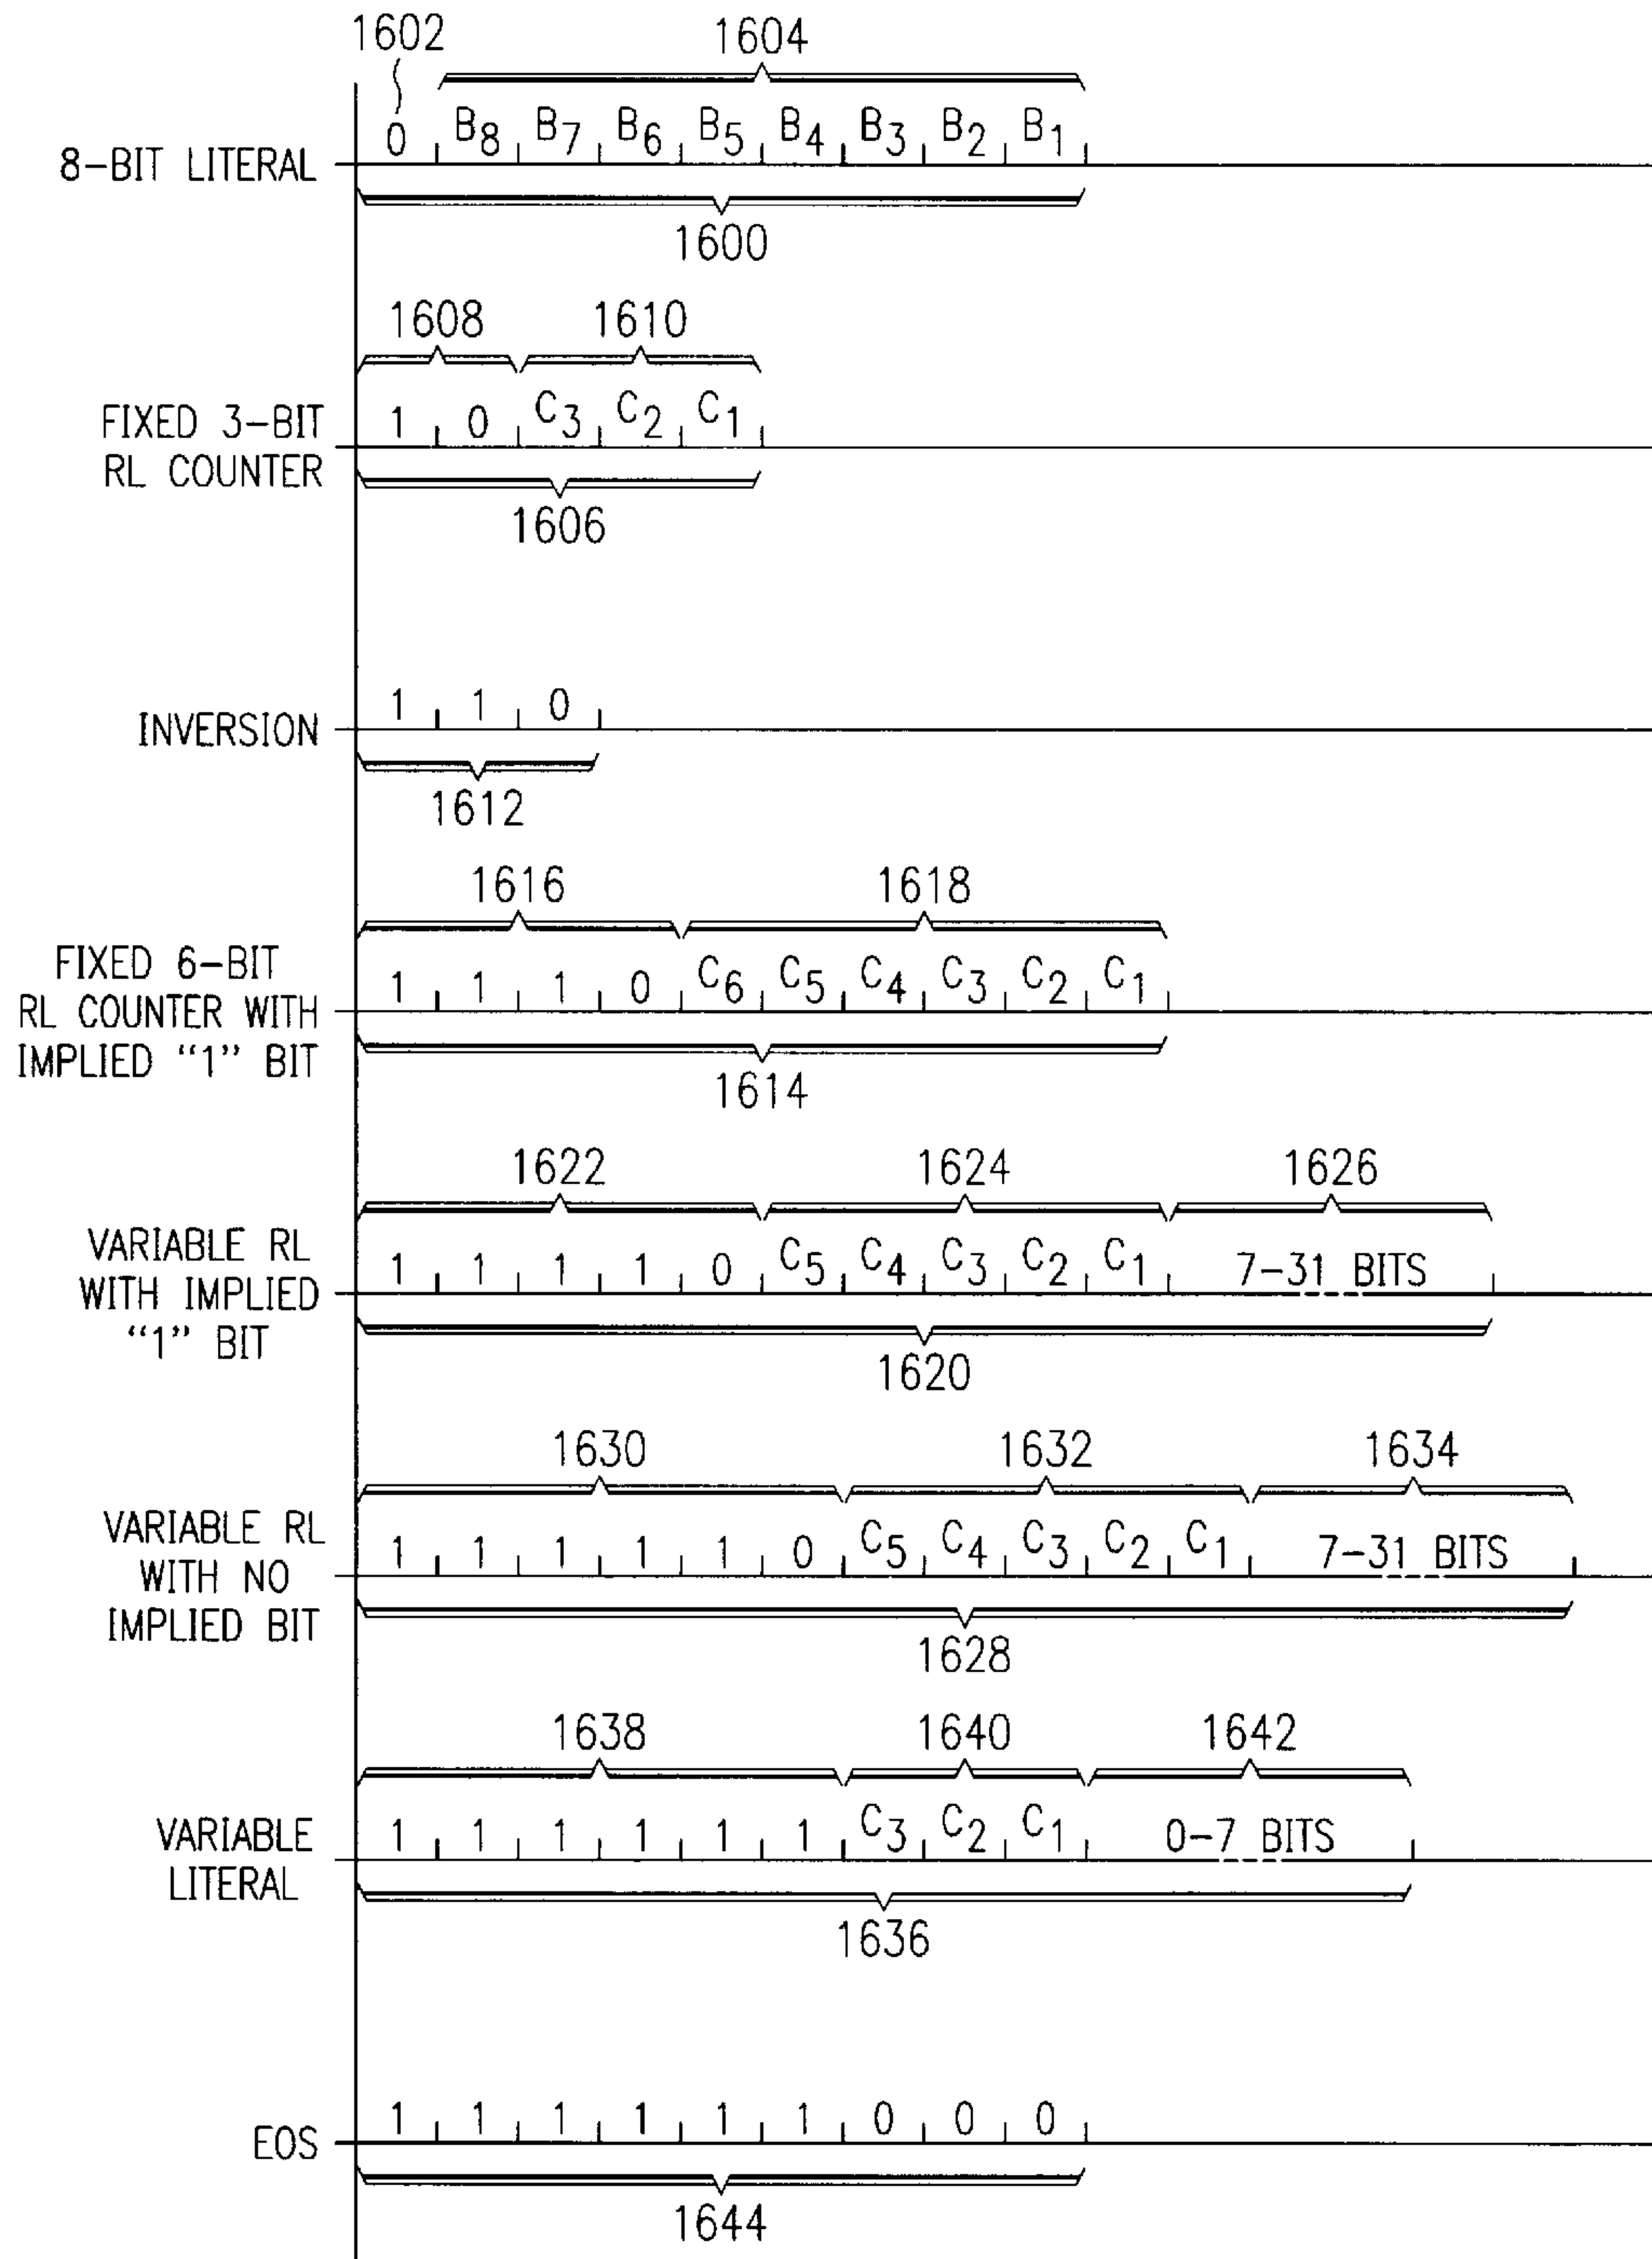 1602 1604
0 B8 B7 B6 B5 B4 B3 B2 B1
8-BIT LITERAL
1600
1608 1610
1 0 C3 C2 C1
FIXED 3-BIT
RL COUNTER
1606
1 1 0
INVERSION
1612
1616 1618
1 1 1 0 C6 C5 C4 C3 C2 C1
FIXED 6-BIT
RL COUNTER WITH
IMPLIED “1” BIT
1614
1622 1624 1626
1 1 1 1 0 C5 C4 C3 C2 C1 7-31 BITS
VARIABLE RL
WITH IMPLIED
“1” BIT
1620
1630 1632 1634
1 1 1 1 1 0 C5 C4 C3 C2 C1 7-31 BITS
VARIABLE RL
WITH NO
IMPLIED BIT
1628
1638 1640 1642
1 1 1 1 1 1 C3 C2 C1 0-7 BITS
VARIABLE
LITERAL
1636
1 1 1 1 1 1 0 0 0
EOS
1644